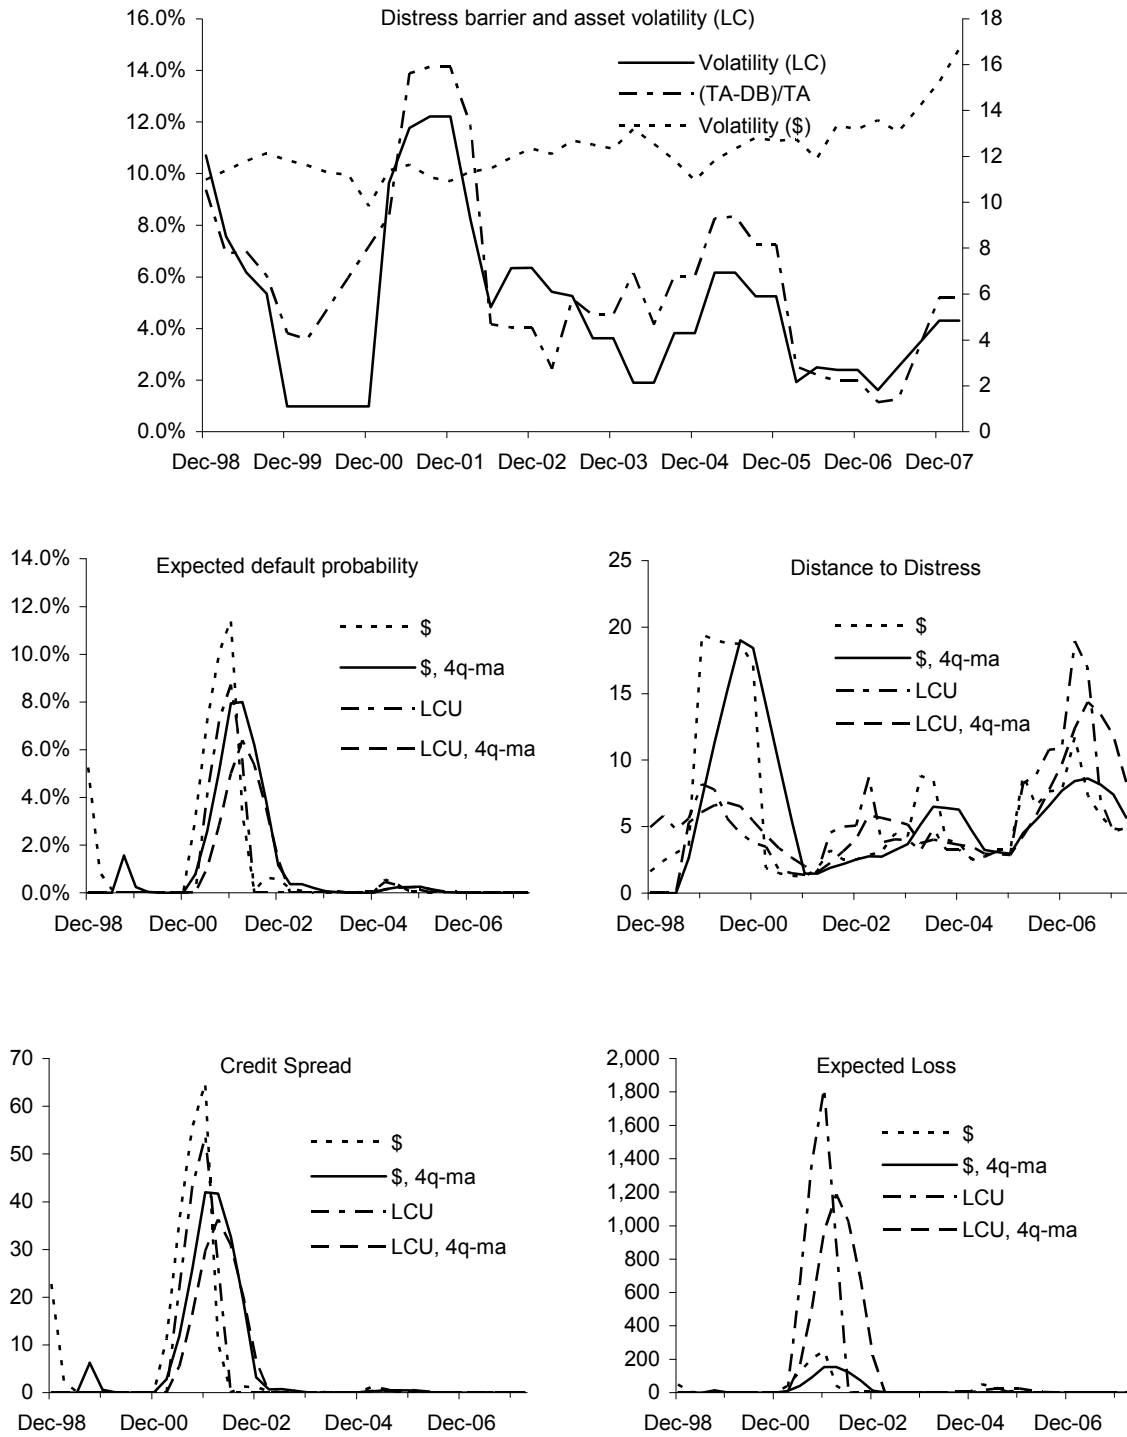 Distress barrier and asset volatility (LC)
16.0%
14.0%
12.0%
10.0%
8.0%
6.0%
4.0%
2.0%
0.0%
18
16
14
12
10
8
6
4
2
0
Volatility (LC)
(TA-DB)/TA
Volatility ($)
Dec-98 Dec-99 Dec-00 Dec-01 Dec-02 Dec-03 Dec-04 Dec-05 Dec-06 Dec-07
Expected default probability
14.0%
12.0%
10.0%
8.0%
6.0%
4.0%
2.0%
0.0%
$
$, 4q-ma
LCU
LCU, 4q-ma
Dec-98 Dec-00 Dec-02 Dec-04 Dec-06
Distance to Distress
25
20
15
10
5
0
$
$, 4q-ma
LCU
LCU, 4q-ma
Dec-98 Dec-00 Dec-02 Dec-04 Dec-06
Credit Spread
70
60
50
40
30
20
10
0
$
$, 4q-ma
LCU
LCU, 4q-ma
Dec-98 Dec-00 Dec-02 Dec-04 Dec-06
Expected Loss
2,000
1,800
1,600
1,400
1,200
1,000
800
600
400
200
0
$
$, 4q-ma
LCU
LCU, 4q-ma
Dec-98 Dec-00 Dec-02 Dec-04 Dec-06